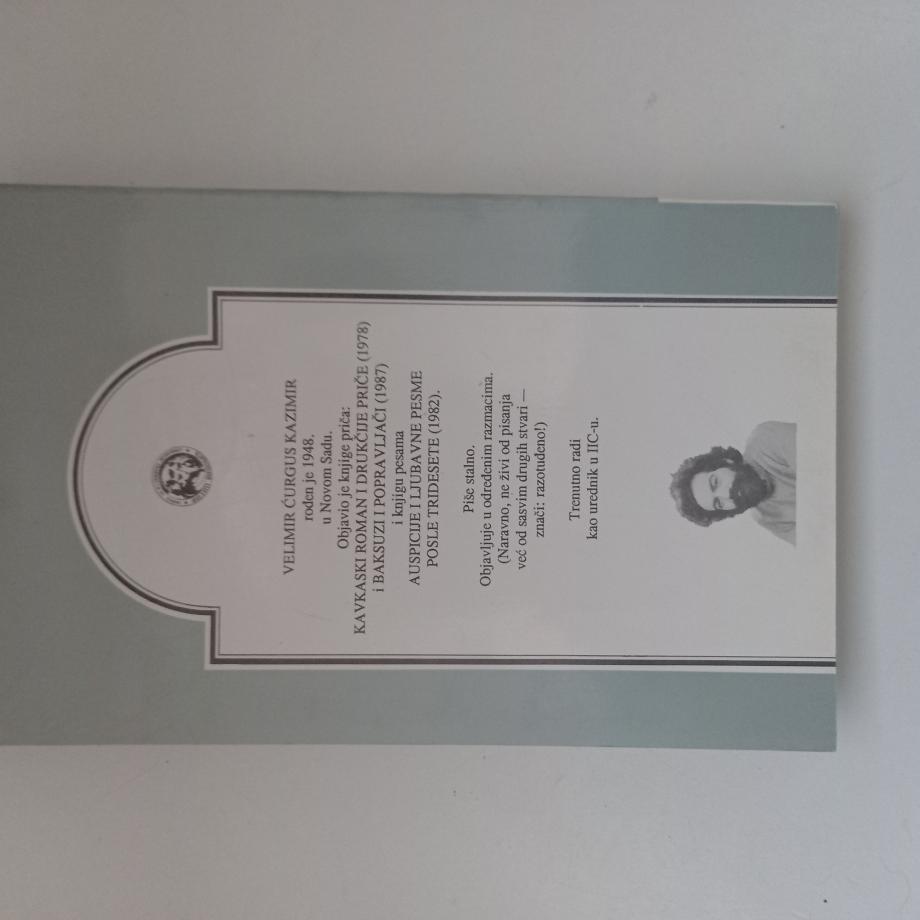 VELIMIR ĆURGUS KAZIMIR
rođen je 1948.
u Novom Sadu.
Objavio je knjige priča:
KAVKASKI ROMAN I DRUKČIJE PRIČE (1978)
i BAKSUZI I POPRAVLJAČI (1987)
i knjigu pesama
AUSPICIJE I LJUBAVNE PESME
POSLE TRIDESETE (1982).
Piše stalno.
Objavljuje u određenim razmacima.
(Naravno, ne živi od pisanja
već od sasvim drugih stvari —
znači: razotuđeno!)
Trenutno radi
kao urednik u IIC-u.